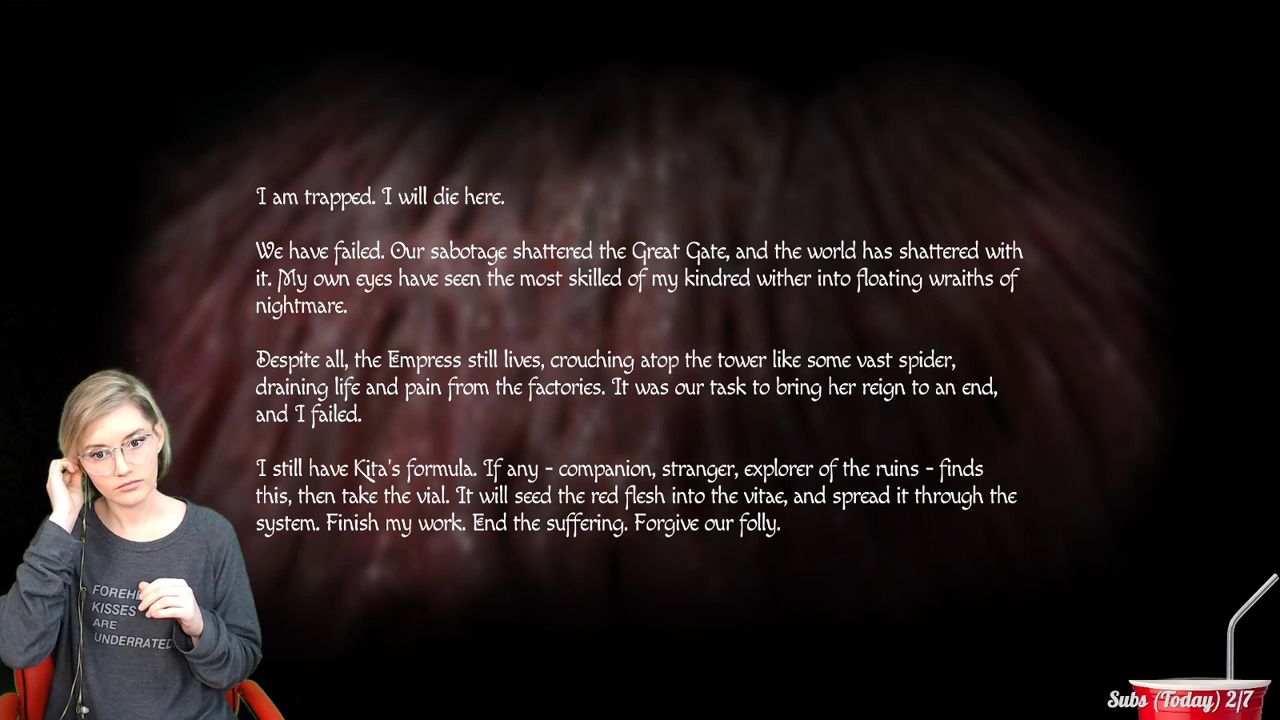 I am trapped. I will die here.
We have failed. Our sabotage shattered the Great Gate, and the world has shattered with
it. My own eyes have seen the most skilled of my kindred wither into floating wraiths of
nightmare.
Despite all, the Empress still lives, crouching atop the tower like some vast spider,
draining life and pain from the factories. It was our task to bring her reign to an end,
and I failed.
I still have Kita's formula. If any - companion, stranger, explorer of the ruins - finds
this, then take the vial. It will seed the red flesh into the vitae, and spread it through the
system. Finish my work. End the suffering. Forgive our folly.
KISSES
ARE
UNDERRATED
Subs (Today) 2/7